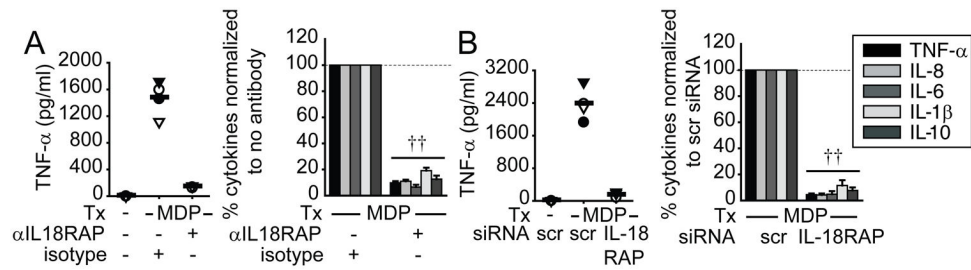 A
TNF-α (pg/ml)
2000
1600
1200
800
400
0
Tx - -MDP-
αIL18RAP - - +
isotype - + -
% cytokines normalized
to no antibody
120
100
80
60
40
20
0
††
Tx MDP
αIL18RAP - +
isotype + -
B
TNF-α (pg/ml)
3200
2400
1600
800
0
Tx - -MDP-
siRNA scr scr IL-18
RAP
% cytokines normalized
to scr siRNA
120
100
80
60
40
20
0
††
Tx MDP
siRNA scr IL-18RAP
TNF-α
IL-8
IL-6
IL-1β
IL-10